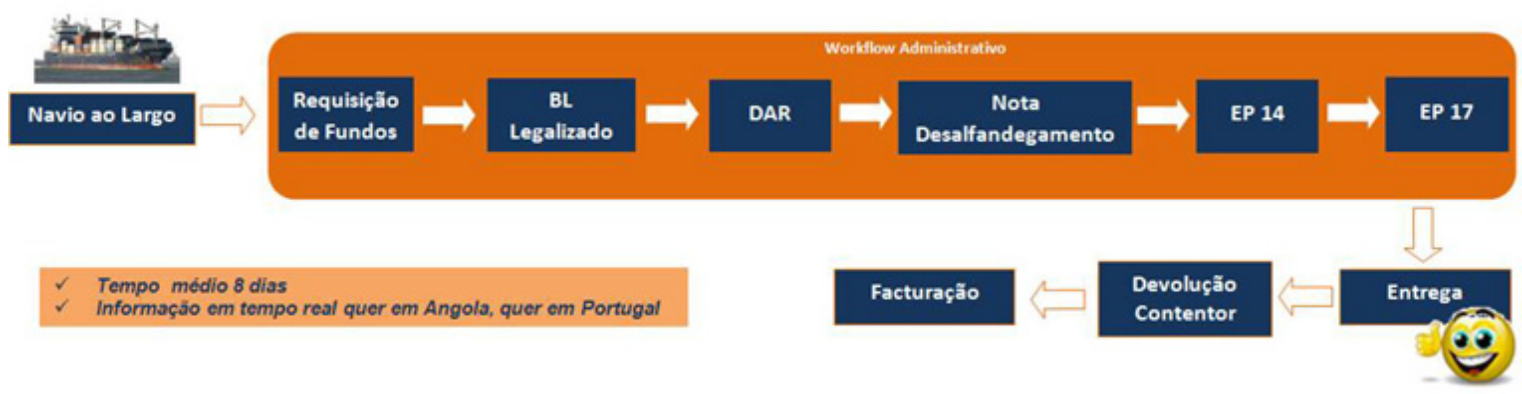 Workflow Administrativo
Navio ao Largo
Requisição
de Fundos
BL
Legalizado
DAR
Nota
Desalfandegamento
EP 14
EP 17
✓ Tempo médio 8 dias
✓ Informação em tempo real quer em Angola, quer em Portugal
Facturação
Devolução
Contentor
Entrega